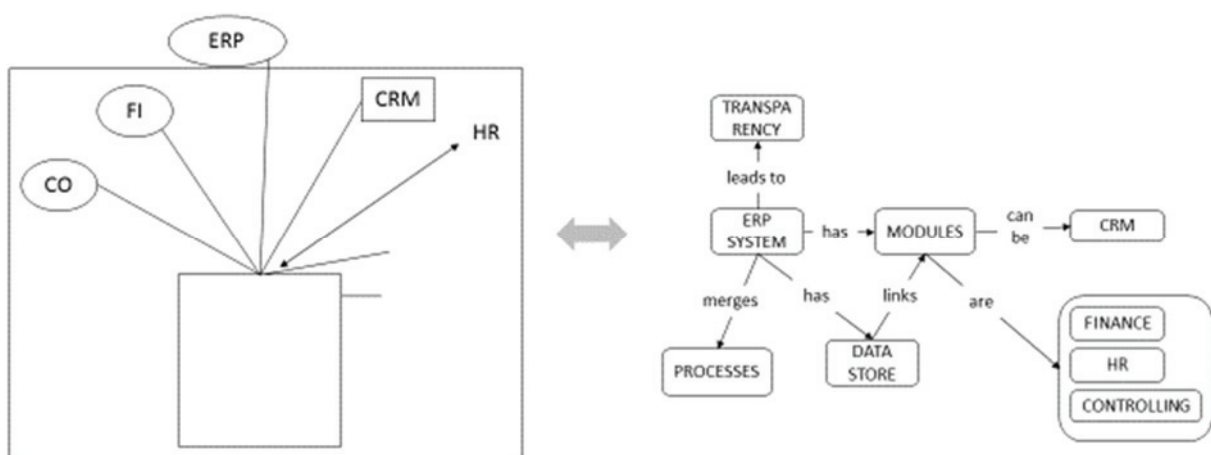 ERP
FI
CRM
HR
CO
TRANSPA
RENCY
leads to
ERP
SYSTEM
has
MODULES
can
be
CRM
merges
has
links
are
PROCESSES
DATA
STORE
FINANCE
HR
CONTROLLING